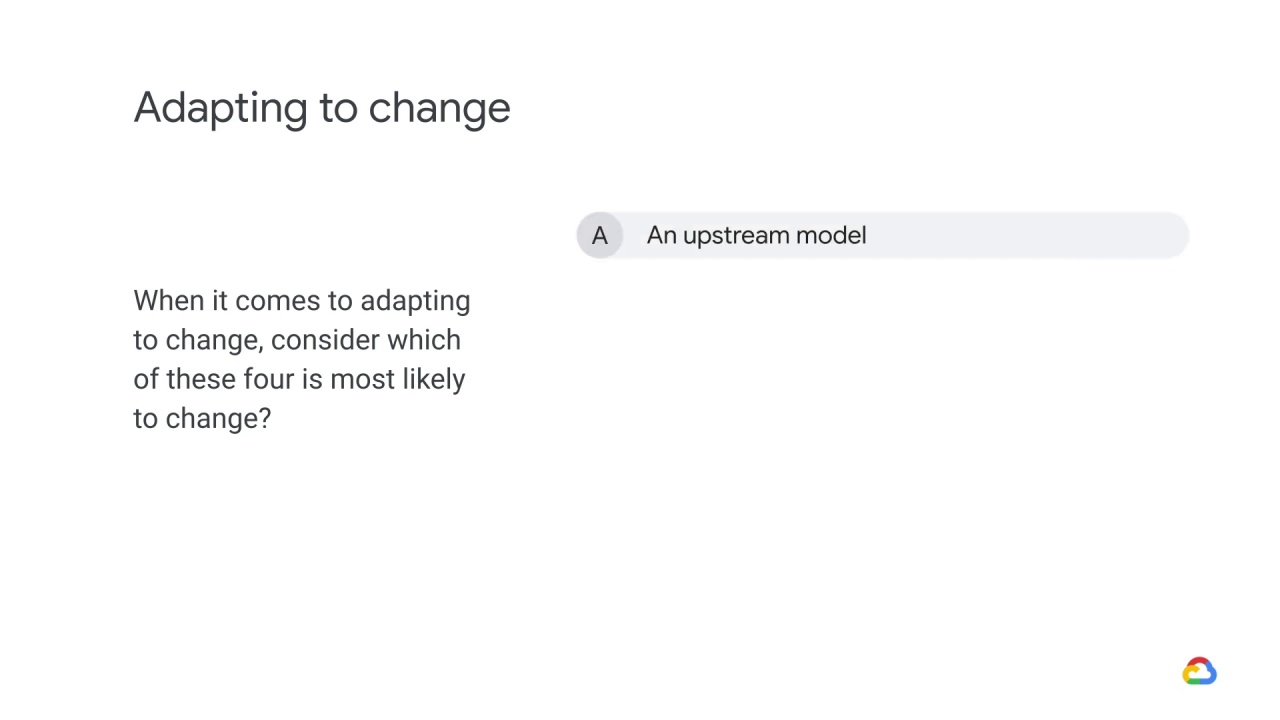 Adapting to change
A An upstream model
When it comes to adapting
to change, consider which
of these four is most likely
to change?